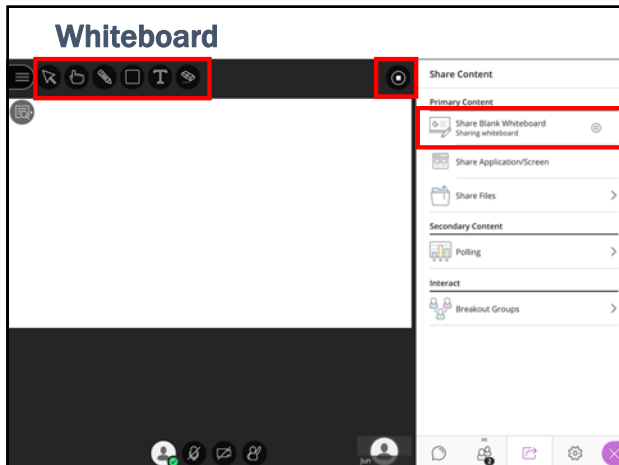 Whiteboard
T
Share Content
Primary Content
Share Blank Whiteboard
Sharing whiteboard
Share Application/Screen
Share Files
Secondary Content
Polling
Interact
Breakout Groups
Jun